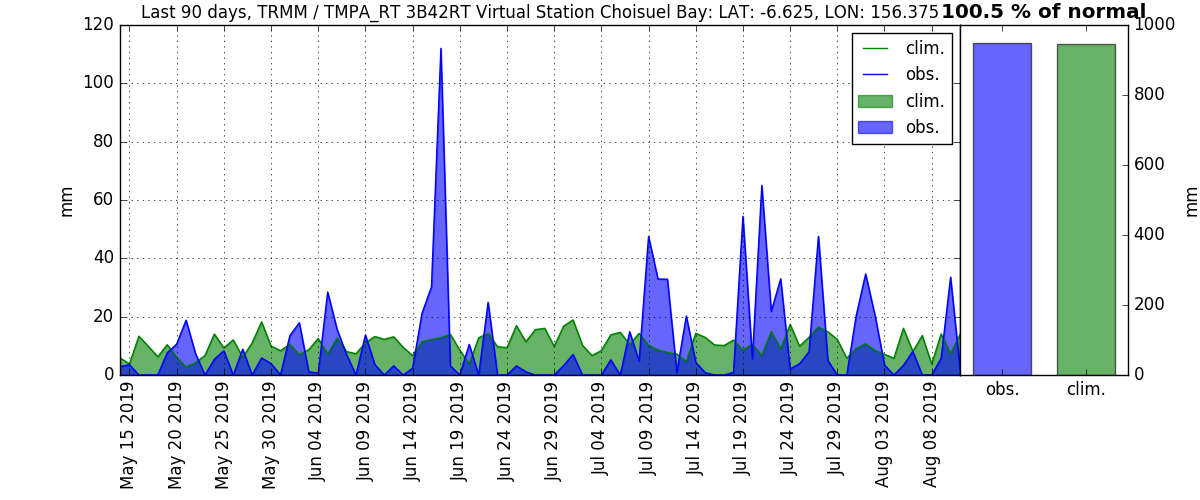 Last 90 days, TRMM / TMPA_RT 3B42RT Virtual Station Choisuel Bay: LAT: -6.625, LON: 156.375
100.5 % of normal
120
100
80
60
40
20
0
mm
clim.
obs.
clim.
obs.
May 15 2019
May 20 2019
May 25 2019
May 30 2019
Jun 04 2019
Jun 09 2019
Jun 14 2019
Jun 19 2019
Jun 24 2019
Jun 29 2019
Jul 04 2019
Jul 09 2019
Jul 14 2019
Jul 19 2019
Jul 24 2019
Jul 29 2019
Aug 03 2019
Aug 08 2019
1000
800
600
400
200
0
mm
obs.
clim.